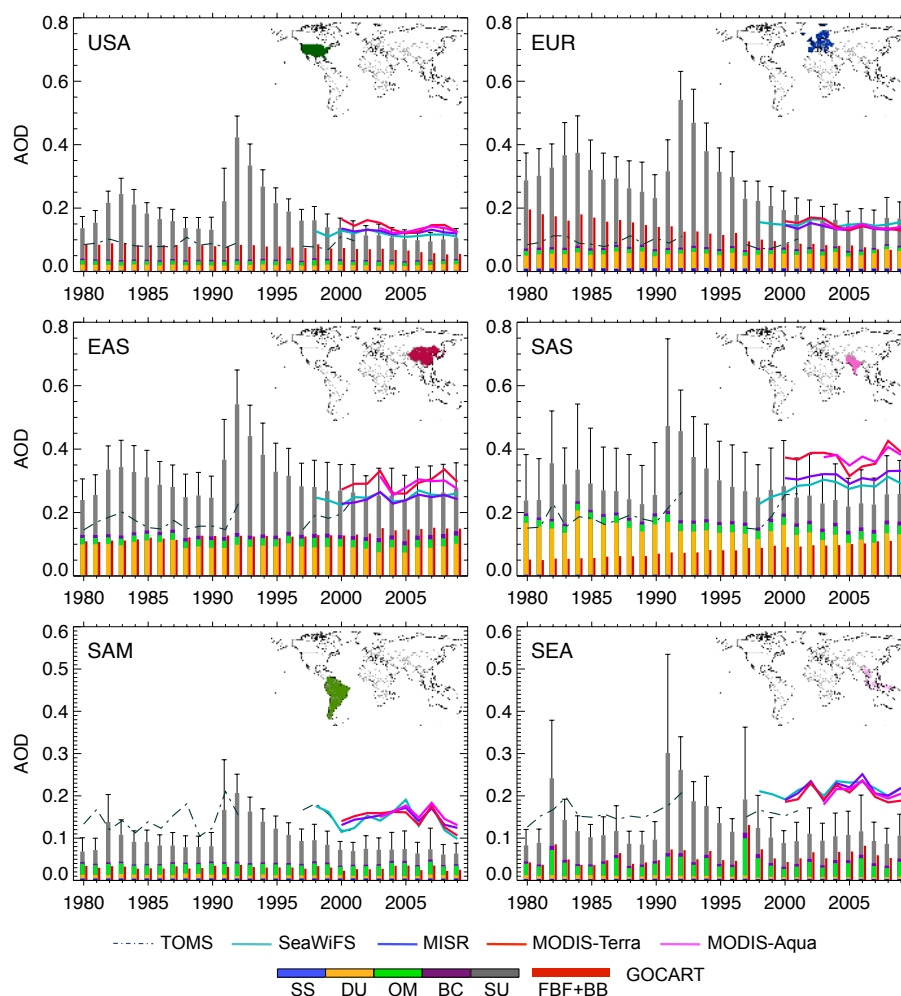 USA
EUR
AOD
0.8
0.6
0.4
0.2
0.0
1980 1985 1990 1995 2000 2005
0.8
0.6
0.4
0.2
0.0
1980 1985 1990 1995 2000 2005
EAS
SAS
AOD
0.8
0.6
0.4
0.2
0.0
1980 1985 1990 1995 2000 2005
0.8
0.6
0.4
0.2
0.0
1980 1985 1990 1995 2000 2005
SAM
SEA
AOD
0.6
0.5
0.4
0.3
0.2
0.1
0.0
1980 1985 1990 1995 2000 2005
0.6
0.5
0.4
0.3
0.2
0.1
0.0
1980 1985 1990 1995 2000 2005
TOMS SeaWiFS MISR MODIS-Terra MODIS-Aqua
GOCART
SS DU OM BC SU FBF+BB